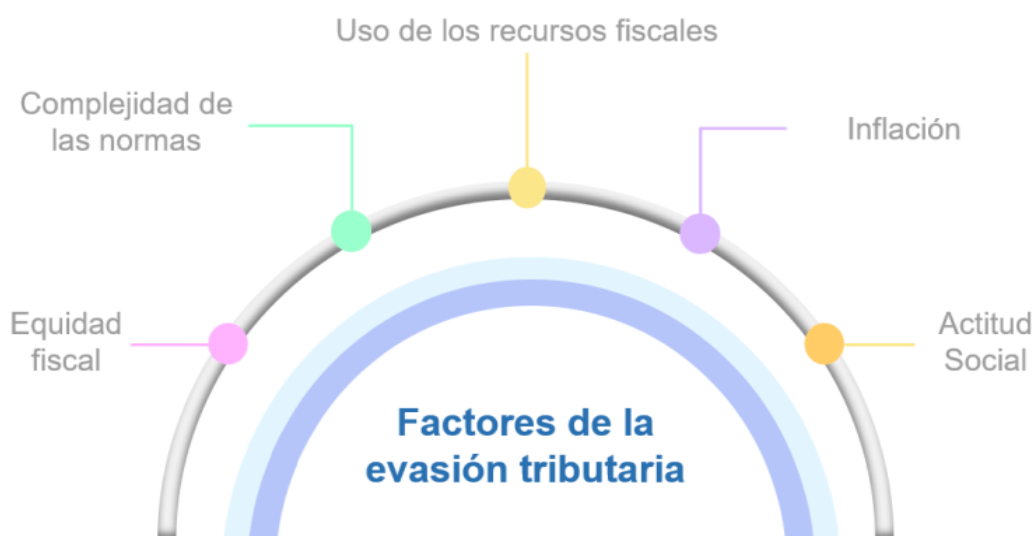 Uso de los recursos fiscales
Complejidad de
las normas
Inflación
Equidad
fiscal
Actitud
Social
Factores de la
evasión tributaria